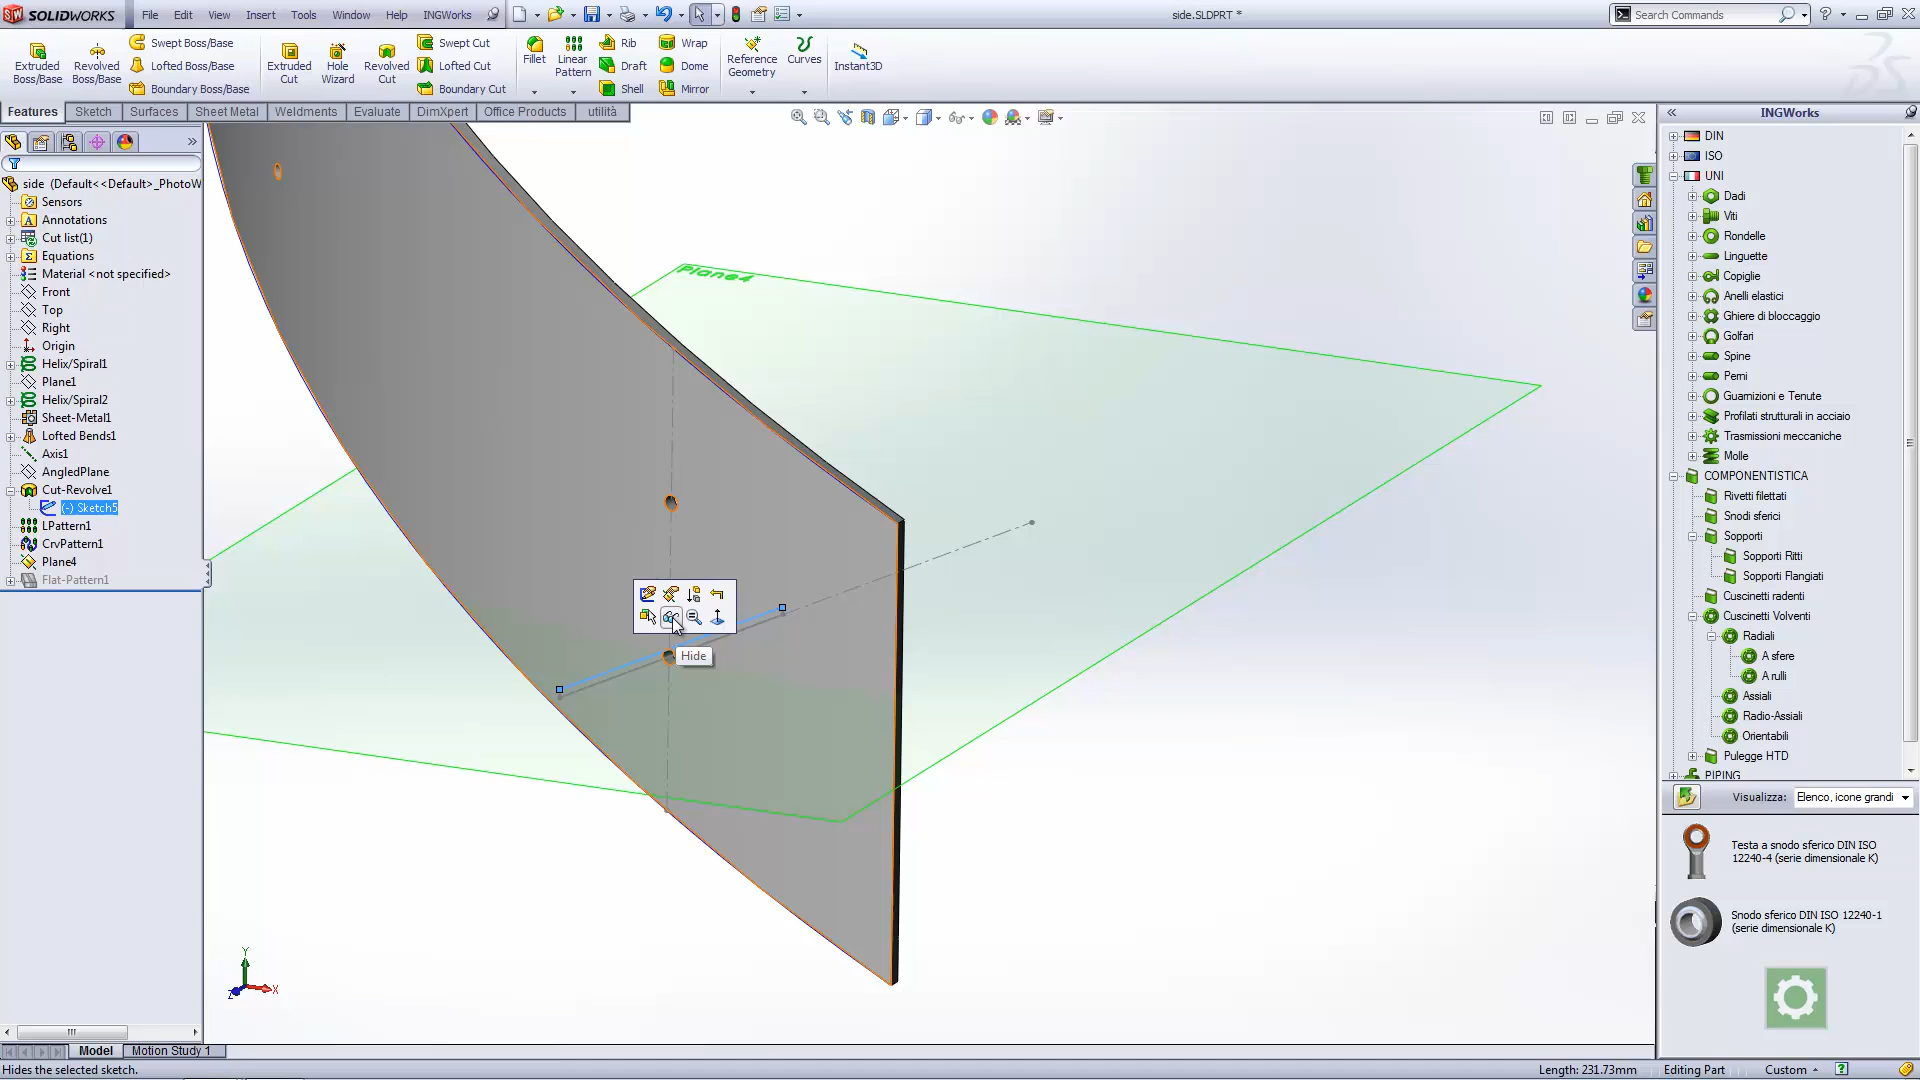 SOLIDWORKS
File Edit View Insert Tools Window Help INGWorks
side.SLDPRT *
Search Commands
Extruded Boss/Base
Revolved Boss/Base
Swept Boss/Base
Lofted Boss/Base
Boundary Boss/Base
Extruded Cut
Hole Wizard
Revolved Cut
Swept Cut
Lofted Cut
Boundary Cut
Fillet
Linear Pattern
Rib
Draft
Shell
Wrap
Dome
Mirror
Reference Geometry
Curves
Instant3D
Features Sketch Surfaces Sheet Metal Weldments Evaluate DimXpert Office Products utilità
side (Default<<Default>_PhotoW
Sensors
Annotations
Cut list(1)
Equations
Material <not specified>
Front
Top
Right
Origin
Helix/Spiral1
Plane1
Helix/Spiral2
Sheet-Metal1
Lofted Bends1
Axis1
AngledPlane
Cut-Revolve1
(-) Sketch5
LPattern1
CrvPattern1
Plane4
Flat-Pattern1
Plane4
Hide
Y
X
Z
INGWorks
DIN
ISO
UNI
Dadi
Viti
Rondelle
Linguette
Copiglie
Anelli elastici
Ghiere di bloccaggio
Golfari
Spine
Perni
Guarnizioni e Tenute
Profilati strutturali in acciaio
Trasmissioni meccaniche
Molle
COMPONENTISTICA
Rivetti filettati
Snodi sferici
Sopporti
Sopporti Ritti
Sopporti Flangiati
Cuscinetti radenti
Cuscinetti Volventi
Radiali
A sfere
A rulli
Assiali
Radio-Assiali
Orientabili
Pulegge HTD
PIPING
Visualizza: Elenco, icone grandi
Testa a snodo sferico DIN ISO
12240-4 (serie dimensionale K)
Snodo sferico DIN ISO 12240-1
(serie dimensionale K)
Model Motion Study 1
Hides the selected sketch.
Length: 231.73mm Editing Part Custom